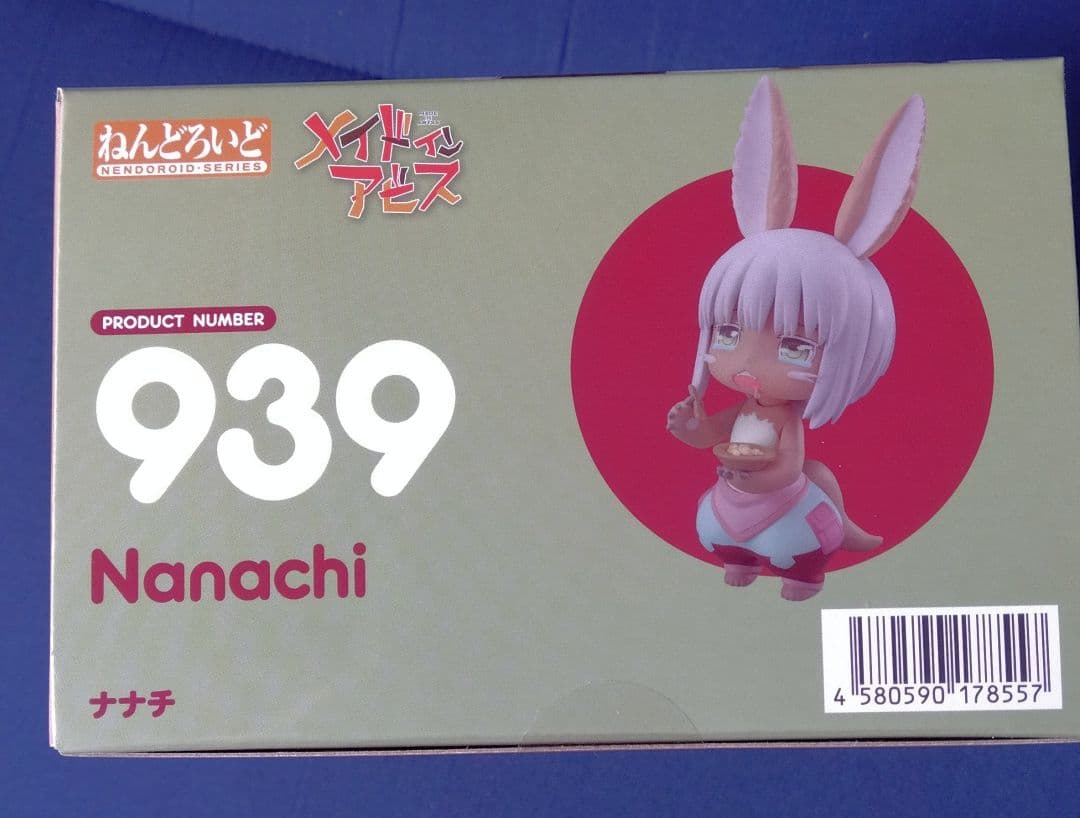 ねんどろいど
NENDOROID·SERIES
メイドイン
アビス
PRODUCT NUMBER
939
Nanachi
ナナチ
4 580590 178557